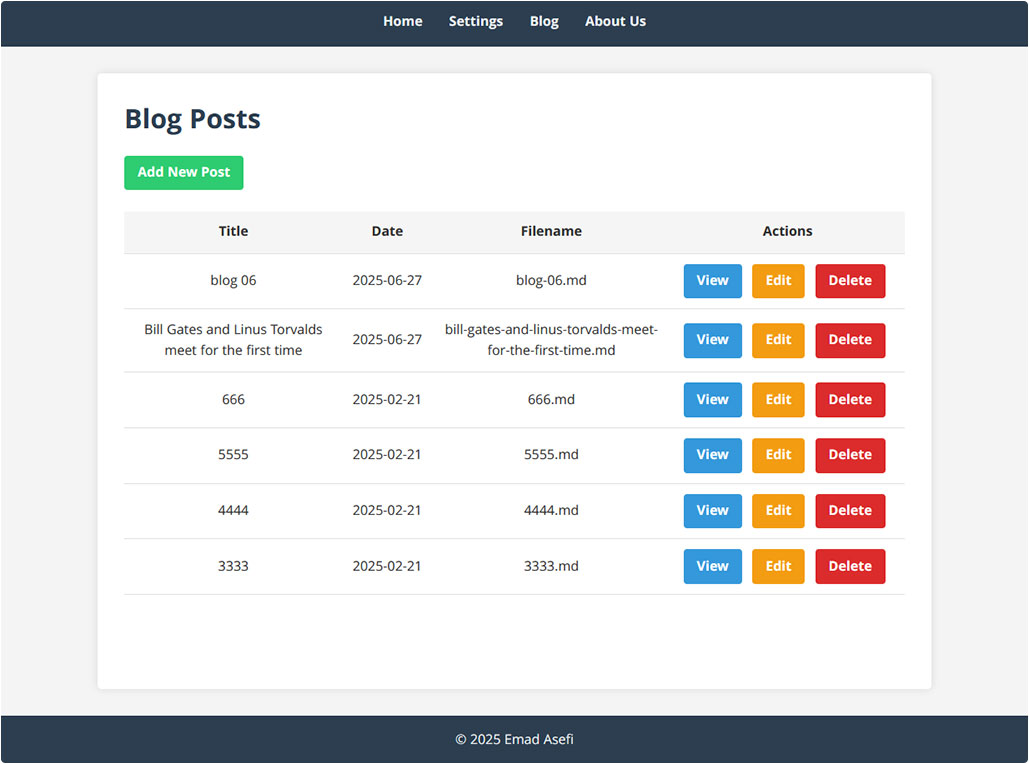 Home Settings Blog About Us
Blog Posts
Add New Post
Title Date Filename Actions
blog 06 2025-06-27 blog-06.md View Edit Delete
Bill Gates and Linus Torvalds
meet for the first time 2025-06-27 bill-gates-and-linus-torvalds-meet-
for-the-first-time.md View Edit Delete
666 2025-02-21 666.md View Edit Delete
5555 2025-02-21 5555.md View Edit Delete
4444 2025-02-21 4444.md View Edit Delete
3333 2025-02-21 3333.md View Edit Delete
© 2025 Emad Asefi